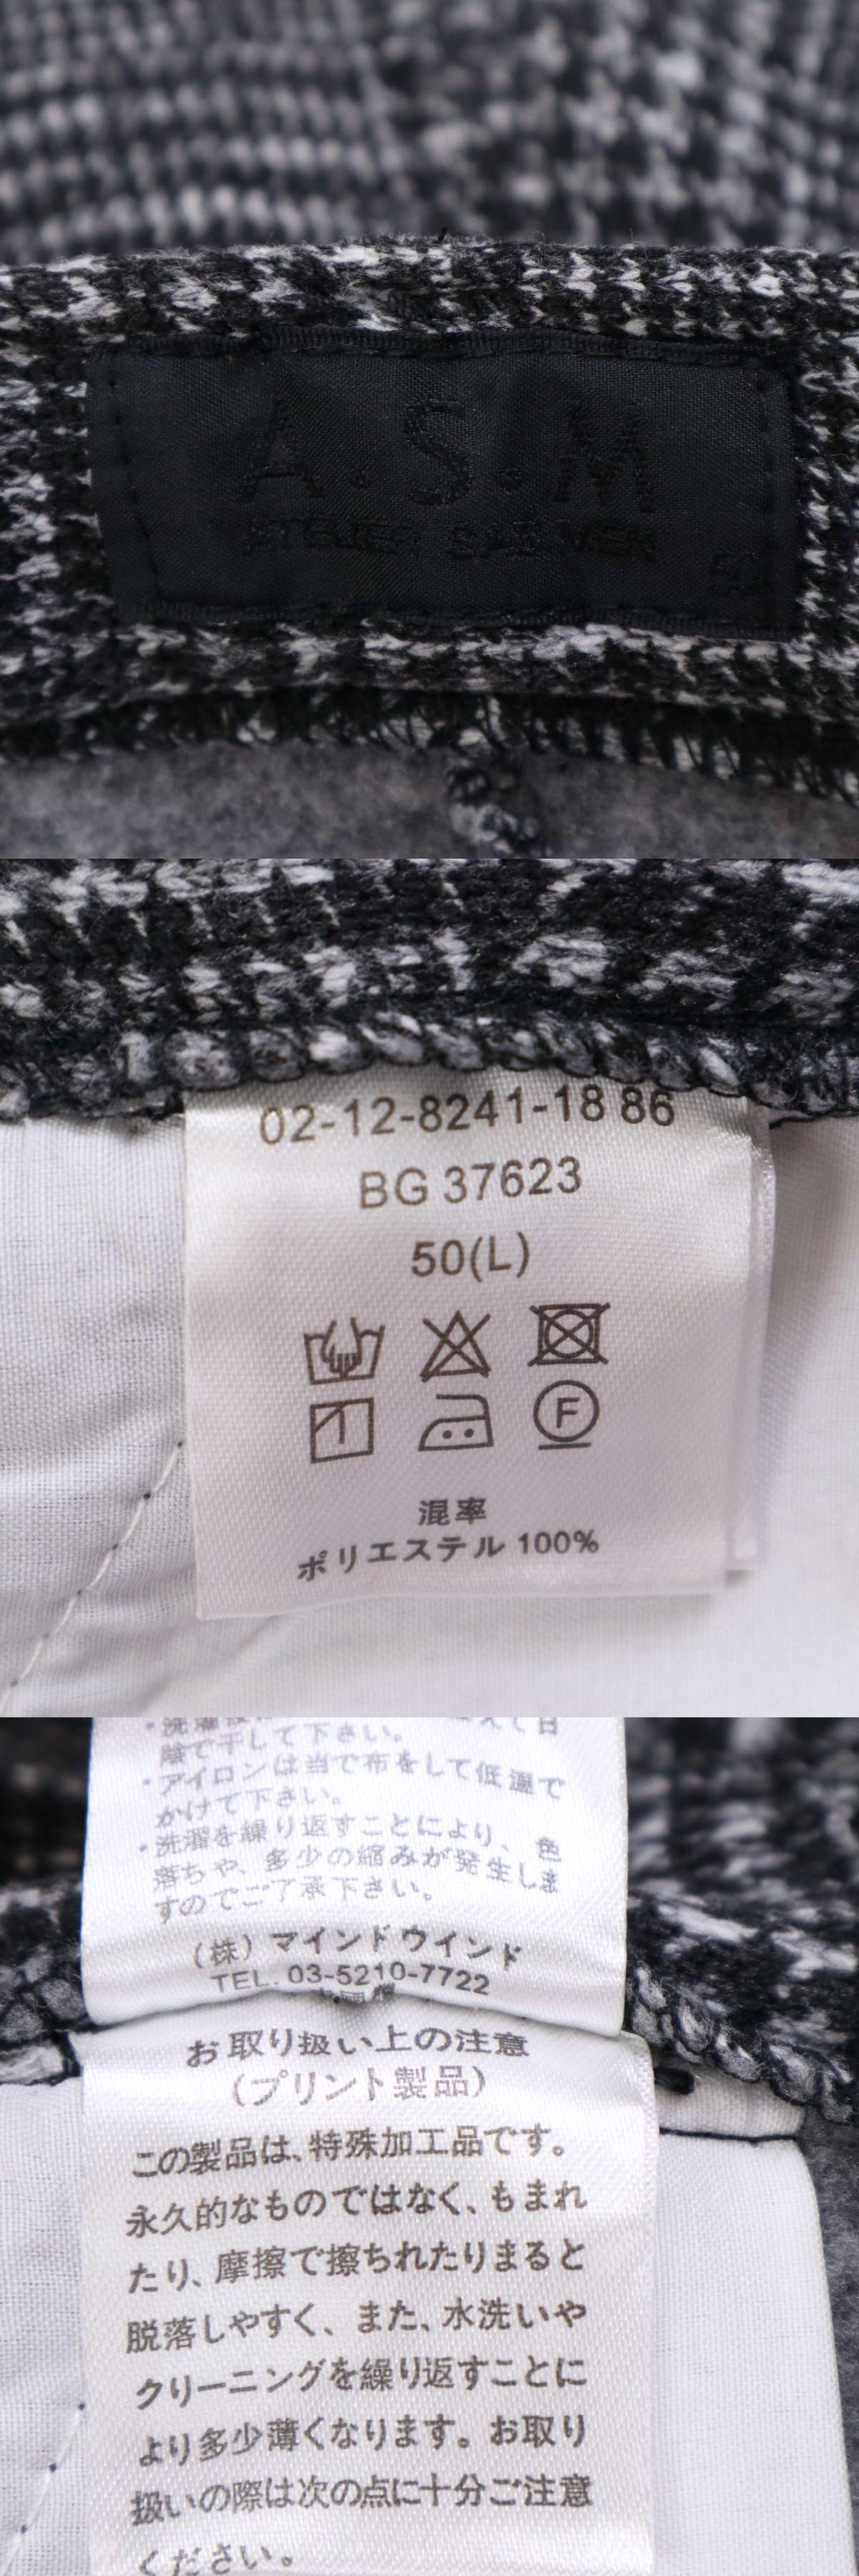 A.S.M
ATELIER SAB MEN
50
02-12-8241-18 86
BG 37623
50(L)
F
混率
ポリエステル 100%
陰で干して下さい。
・アイロンは当て布をして低温で
かけて下さい。
・洗濯を繰り返すことにより、色
落ちや、多少の縮みが発生しま
すのでご了承下さい。
（株）マインドウインド
TEL. 03-5210-7722
お取り扱い上の注意
（プリント製品）
この製品は、特殊加工品です。
永久的なものではなく、もまれ
たり、摩擦で擦ちれたりまると
脱落しやすく、また、水洗いや
クリーニングを繰り返すことに
より多少薄くなります。お取り
扱いの際は次の点に十分ご注意
ください。